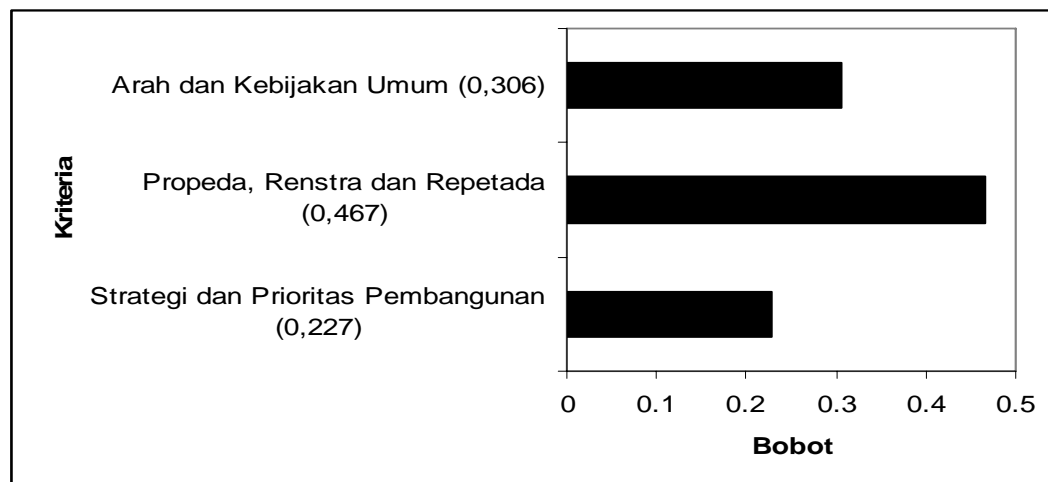 Kriteria
Arah dan Kebijakan Umum (0,306)
Propeda, Renstra dan Repetada
(0,467)
Strategi dan Prioritas Pembangunan
(0,227)
0 0.1 0.2 0.3 0.4 0.5
Bobot